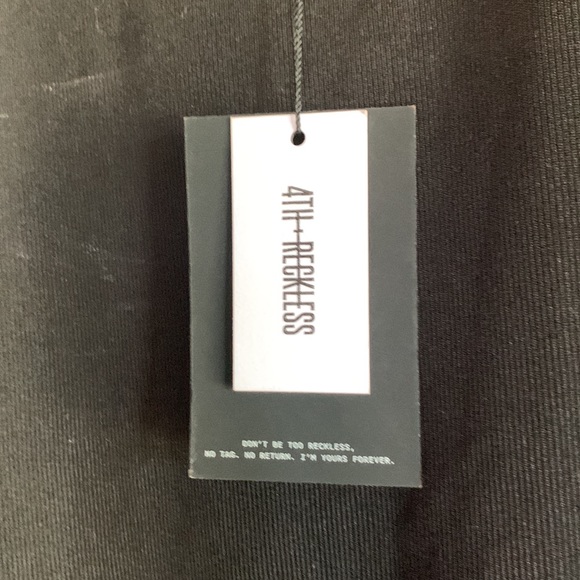 4TH+RECKLESS
DON'T BE TOO RECKLESS,
NO TAG. NO RETURN. I'M YOURS FOREVER.